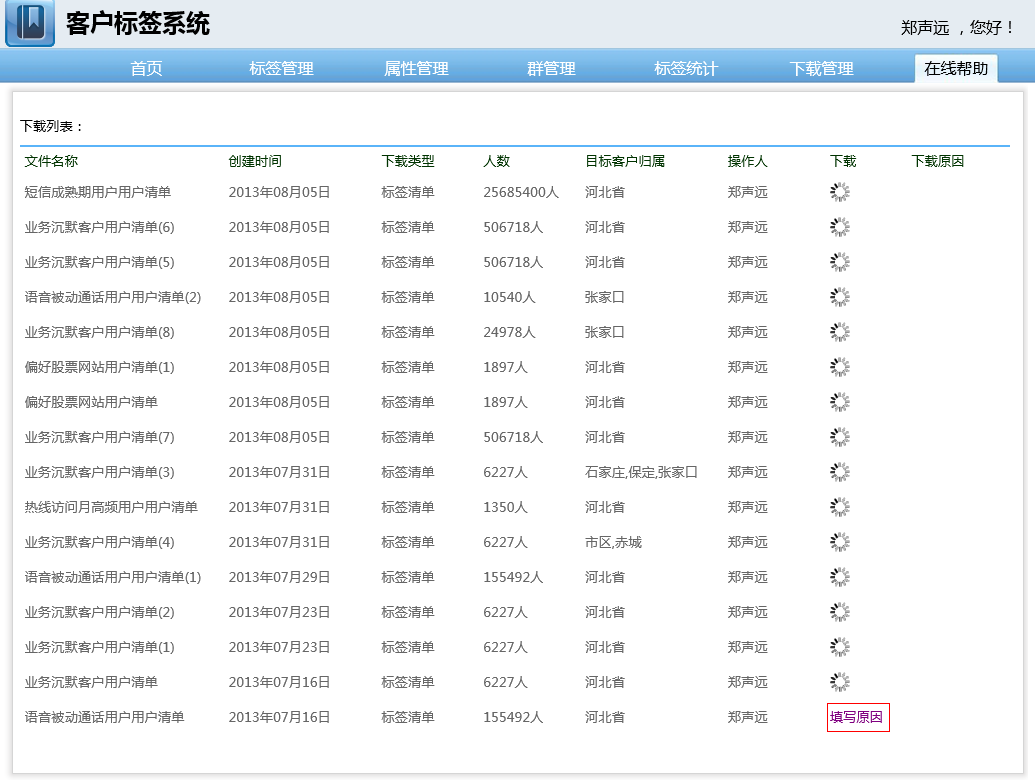 客户标签系统
郑声远 ，您好！
首页 标签管理 属性管理 群管理 标签统计 下载管理 在线帮助
下载列表：
文件名称 创建时间 下载类型 人数 目标客户归属 操作人 下载 下载原因
短信成熟期用户用户清单 2013年08月05日 标签清单 25685400人 河北省 郑声远
业务沉默客户用户清单(6) 2013年08月05日 标签清单 506718人 河北省 郑声远
业务沉默客户用户清单(5) 2013年08月05日 标签清单 506718人 河北省 郑声远
语音被动通话用户用户清单(2) 2013年08月05日 标签清单 10540人 张家口 郑声远
业务沉默客户用户清单(8) 2013年08月05日 标签清单 24978人 张家口 郑声远
偏好股票网站用户清单(1) 2013年08月05日 标签清单 1897人 河北省 郑声远
偏好股票网站用户清单 2013年08月05日 标签清单 1897人 河北省 郑声远
业务沉默客户用户清单(7) 2013年08月05日 标签清单 506718人 河北省 郑声远
业务沉默客户用户清单(3) 2013年07月31日 标签清单 6227人 石家庄,保定,张家口 郑声远
热线访问月高频用户用户清单 2013年07月31日 标签清单 1350人 河北省 郑声远
业务沉默客户用户清单(4) 2013年07月31日 标签清单 6227人 市区,赤城 郑声远
语音被动通话用户用户清单(1) 2013年07月29日 标签清单 155492人 河北省 郑声远
业务沉默客户用户清单(2) 2013年07月23日 标签清单 6227人 河北省 郑声远
业务沉默客户用户清单(1) 2013年07月23日 标签清单 6227人 河北省 郑声远
业务沉默客户用户清单 2013年07月16日 标签清单 6227人 河北省 郑声远
语音被动通话用户用户清单 2013年07月16日 标签清单 155492人 河北省 郑声远 填写原因